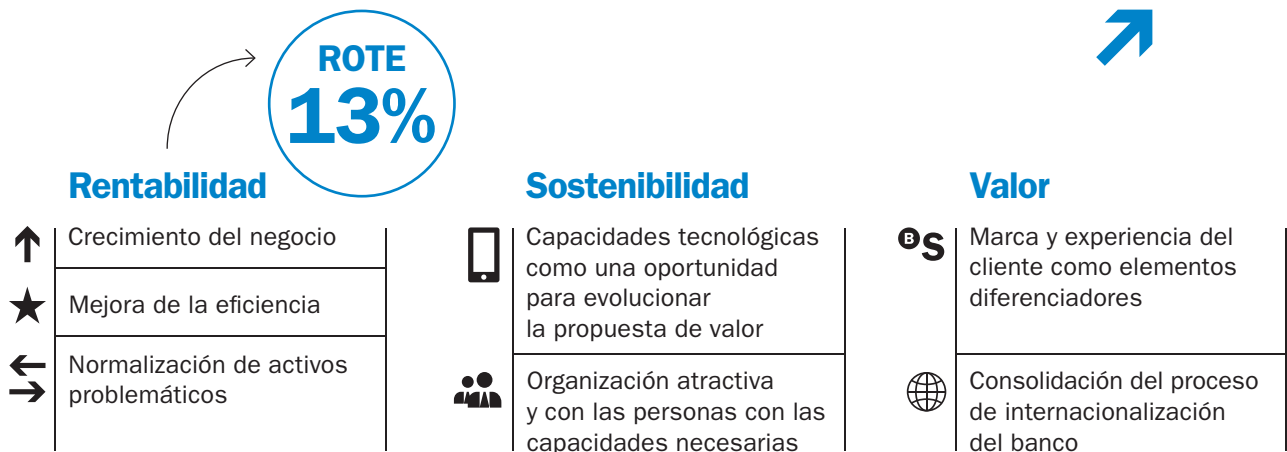 ROTE
13%
Rentabilidad
Crecimiento del negocio
Mejora de la eficiencia
Normalización de activos
problemáticos
Sostenibilidad
Capacidades tecnológicas
como una oportunidad
para evolucionar
la propuesta de valor
Organización atractiva
y con las personas con las
capacidades necesarias
Valor
BS
Marca y experiencia del
cliente como elementos
diferenciadores
Consolidación del proceso
de internacionalización
del banco